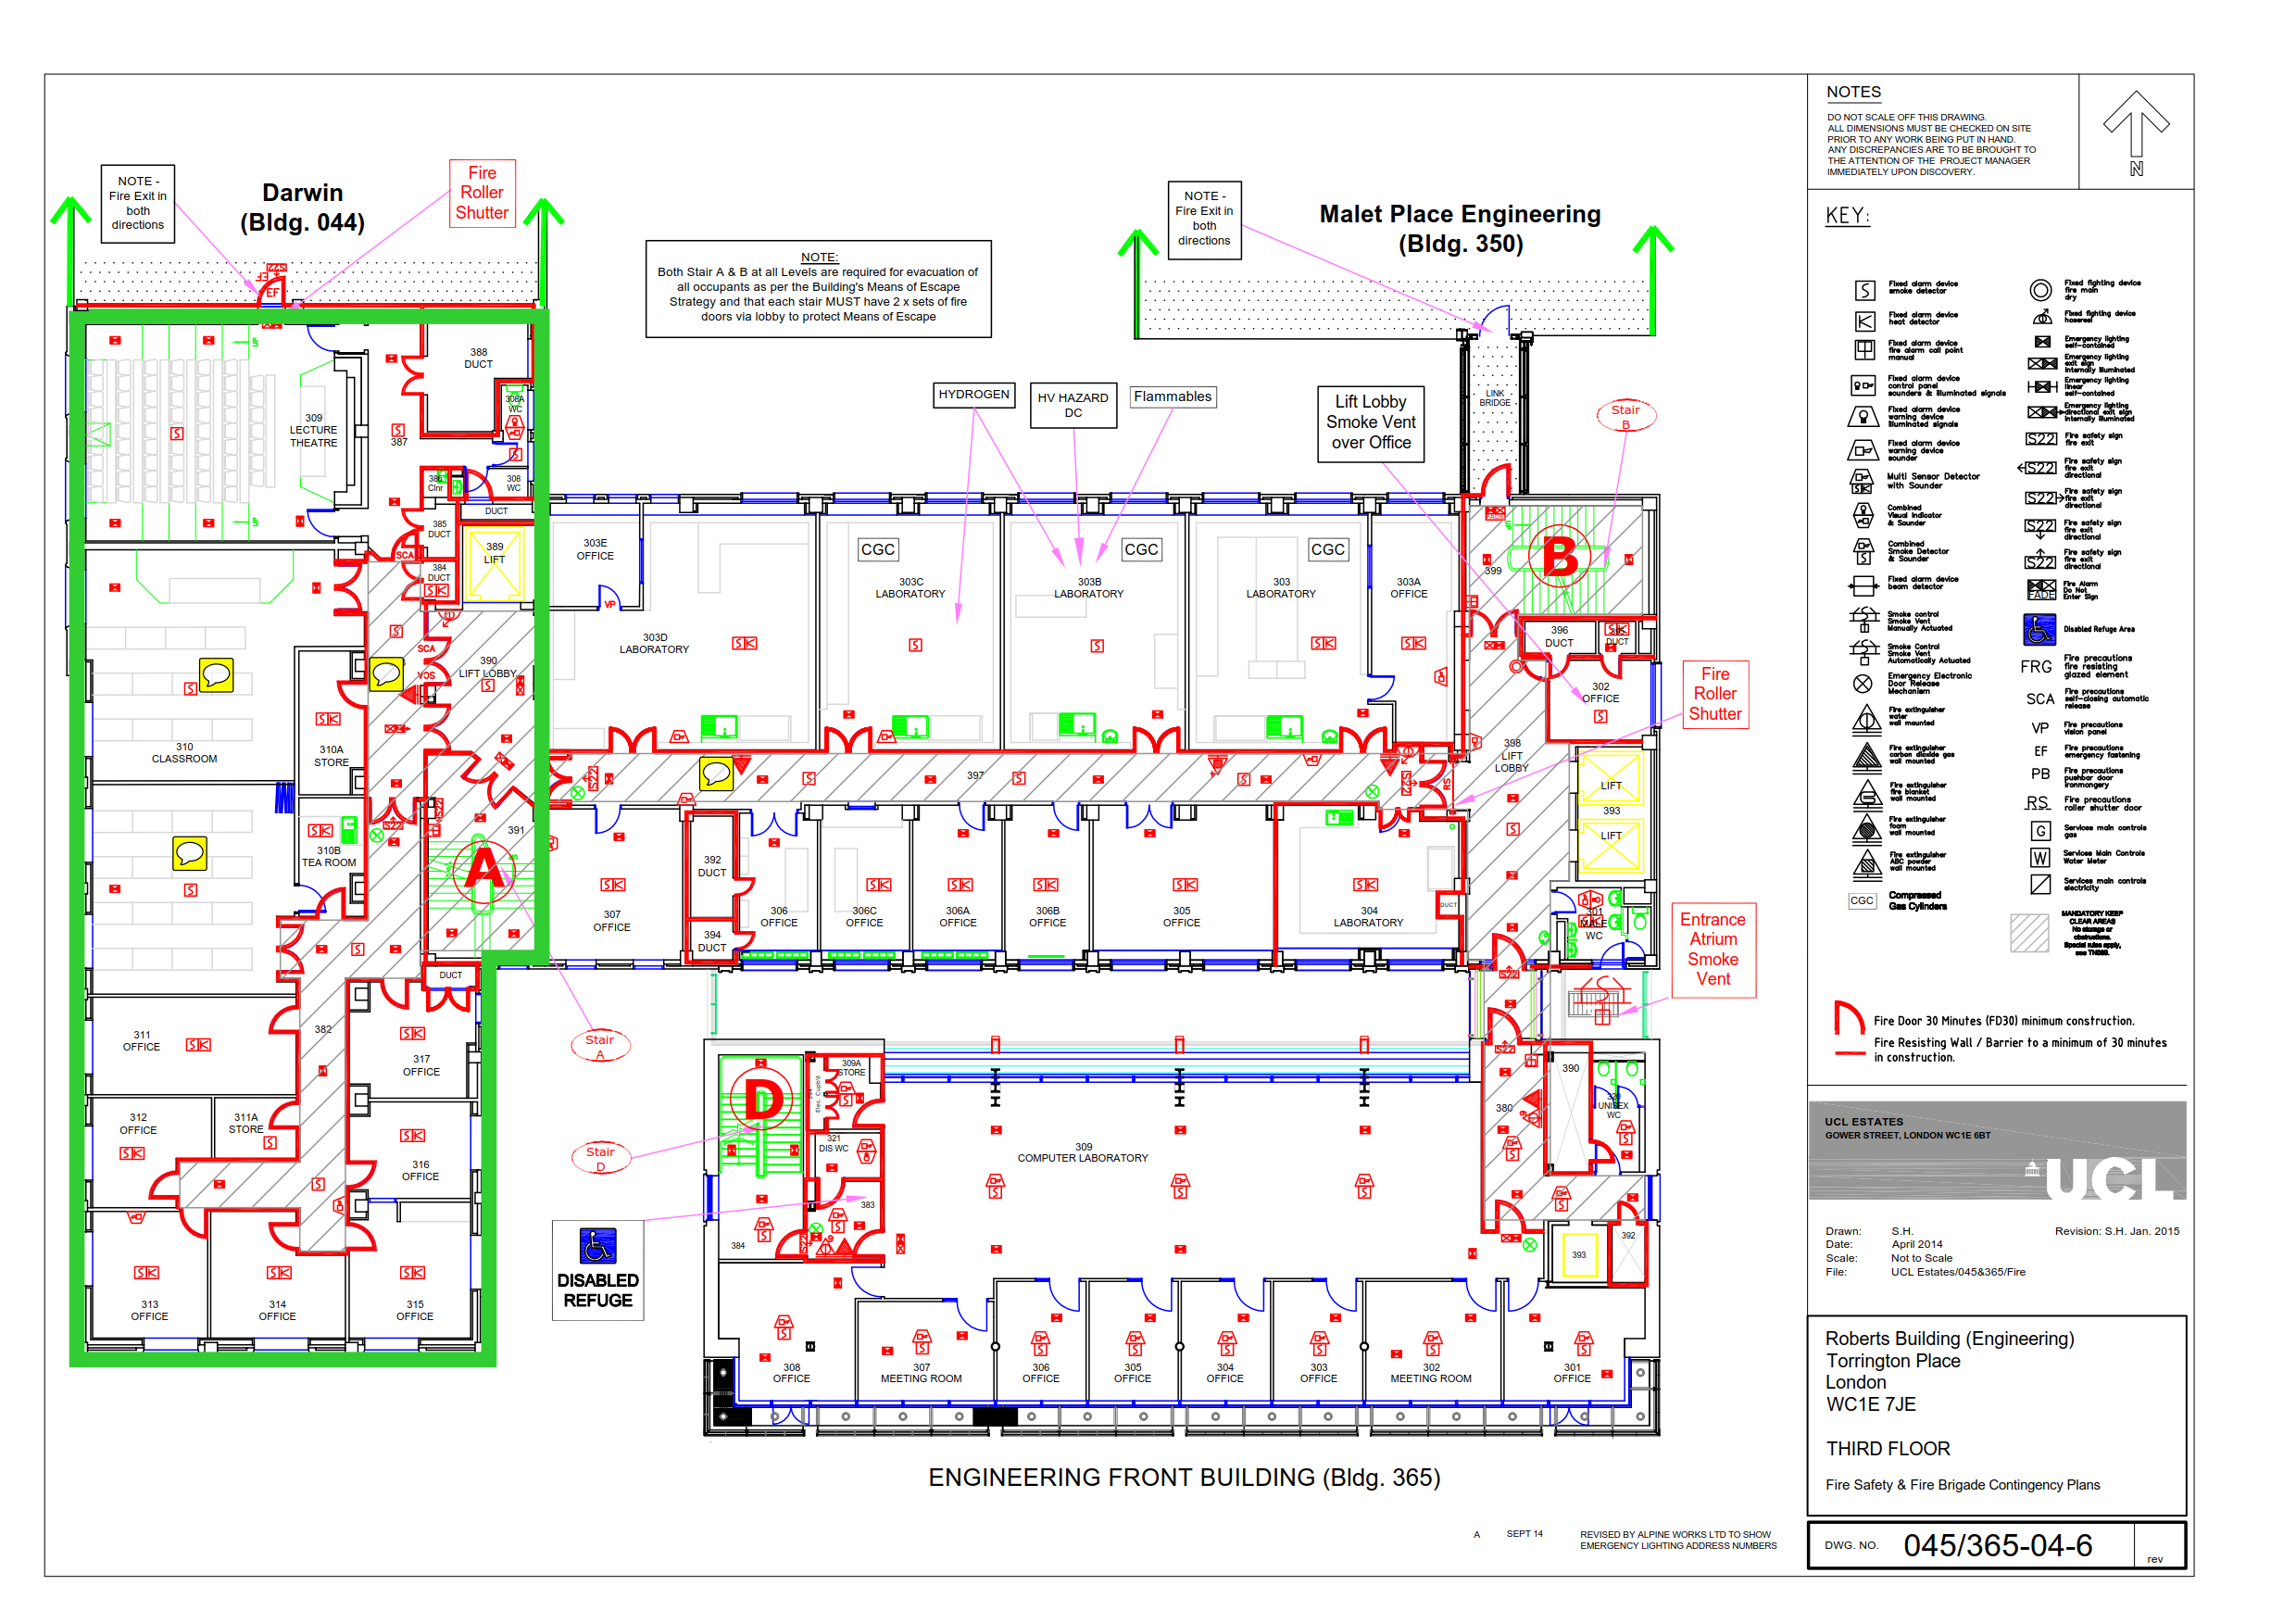 NOTES
DO NOT SCALE OFF THIS DRAWING.
ALL DIMENSIONS MUST BE CHECKED ON SITE
PRIOR TO ANY WORK BEING PUT IN HAND.
ANY DISCREPANCIES ARE TO BE BROUGHT TO
THE ATTENTION OF THE PROJECT MANAGER
IMMEDIATELY UPON DISCOVERY.
N
NOTE -
Fire Exit in
both
directions
Darwin
(Bldg. 044)
Fire
Roller
Shutter
NOTE:
Both Stair A & B at all Levels are required for evacuation of
all occupants as per the Building's Means of Escape
Strategy and that each stair MUST have 2 x sets of fire
doors via lobby to protect Means of Escape
NOTE -
Fire Exit in
both
directions
Malet Place Engineering
(Bldg. 350)
HYDROGEN
HV HAZARD
DC
Flammables
Lift Lobby
Smoke Vent
over Office
LINK
BRIDGE
Stair
B
S22
EF
EF
309
LECTURE
THEATRE
388
DUCT
308A
WC
387
386
Clnr
308
WC
DUCT
385
DUCT
389
LIFT
SCA
384
DUCT
SCA
390
LIFT LOBBY
SCA
310
CLASSROOM
310A
STORE
310B
TEA ROOM
391
A
S22
303E
OFFICE
VP
303D
LABORATORY
CGC
303C
LABORATORY
CGC
303B
LABORATORY
CGC
303
LABORATORY
303A
OFFICE
399
B
FADE
396
DUCT
395
DUCT
302
OFFICE
Fire
Roller
Shutter
398
LIFT
LOBBY
LIFT
393
LIFT
397
S22
S22
RS
307
OFFICE
392
DUCT
394
DUCT
306
OFFICE
306C
OFFICE
306A
OFFICE
306B
OFFICE
305
OFFICE
304
LABORATORY
DUCT
301
MALE
WC
Entrance
Atrium
Smoke
Vent
DUCT
382
311
OFFICE
317
OFFICE
312
OFFICE
311A
STORE
316
OFFICE
313
OFFICE
314
OFFICE
315
OFFICE
Stair
A
Stair
D
D
309A
STORE
Elec. Cupb'd
321
DIS WC
383
384
S22
DISABLED
REFUGE
309
COMPUTER LABORATORY
S22
S22
390
380
320
UNISEX
WC
393
392
308
OFFICE
307
MEETING ROOM
306
OFFICE
305
OFFICE
304
OFFICE
303
OFFICE
302
MEETING ROOM
301
OFFICE
ENGINEERING FRONT BUILDING (Bldg. 365)
A SEPT 14 REVISED BY ALPINE WORKS LTD TO SHOW
EMERGENCY LIGHTING ADDRESS NUMBERS
KEY:
Fixed alarm device
smoke detector
Fixed alarm device
heat detector
Fixed alarm device
fire alarm call point
manual
Fixed alarm device
control panel
sounders & illuminated signals
Fixed alarm device
warning device
illuminated signals
Fixed alarm device
warning device
sounder
Multi Sensor Detector
with Sounder
Combined
Visual Indicator
& Sounder
Combined
Smoke Detector
& Sounder
Fixed alarm device
beam detector
Smoke control
Smoke Vent
Manually Actuated
Smoke Control
Smoke Vent
Automatically Actuated
Emergency Electronic
Door Release
Mechanism
Fire extinguisher
water
wall mounted
Fire extinguisher
carbon dioxide gas
wall mounted
Fire extinguisher
fire blanket
wall mounted
Fire extinguisher
foam
wall mounted
Fire extinguisher
ABC powder
wall mounted
CGC Compressed
Gas Cylinders
Fixed fighting device
fire main
dry
Fixed fighting device
hosereel
Emergency lighting
self-contained
Emergency lighting
exit sign
internally illuminated
Emergency lighting
linear
self-contained
Emergency lighting
directional exit sign
internally illuminated
S22 Fire safety sign
fire exit
S22 Fire safety sign
fire exit
directional
S22 Fire safety sign
fire exit
directional
S22 Fire safety sign
fire exit
directional
S22 Fire safety sign
fire exit
directional
FADE Fire Alarm
Do Not
Enter Sign
Disabled Refuge Area
FRG Fire precautions
fire resisting
glazed element
SCA Fire precautions
self-closing automatic
release
VP Fire precautions
vision panel
EF Fire precautions
emergency fastening
PB Fire precautions
pushbar door
ironmongery
RS Fire precautions
roller shutter door
G Services main controls
gas
W Services Main Controls
Water Meter
Services main controls
electricity
MANDATORY KEEP
CLEAR AREAS
No storage or
obstructions.
Special rules apply,
see
Fire Door 30 Minutes (FD30) minimum construction.
Fire Resisting Wall / Barrier to a minimum of 30 minutes
in construction.
UCL ESTATES
GOWER STREET, LONDON WC1E 6BT
UCL
Drawn: S.H. Revision: S.H. Jan. 2015
Date: April 2014
Scale: Not to Scale
File: UCL Estates/045&365/Fire
Roberts Building (Engineering)
Torrington Place
London
WC1E 7JE
THIRD FLOOR
Fire Safety & Fire Brigade Contingency Plans
DWG. NO. 045/365-04-6 rev